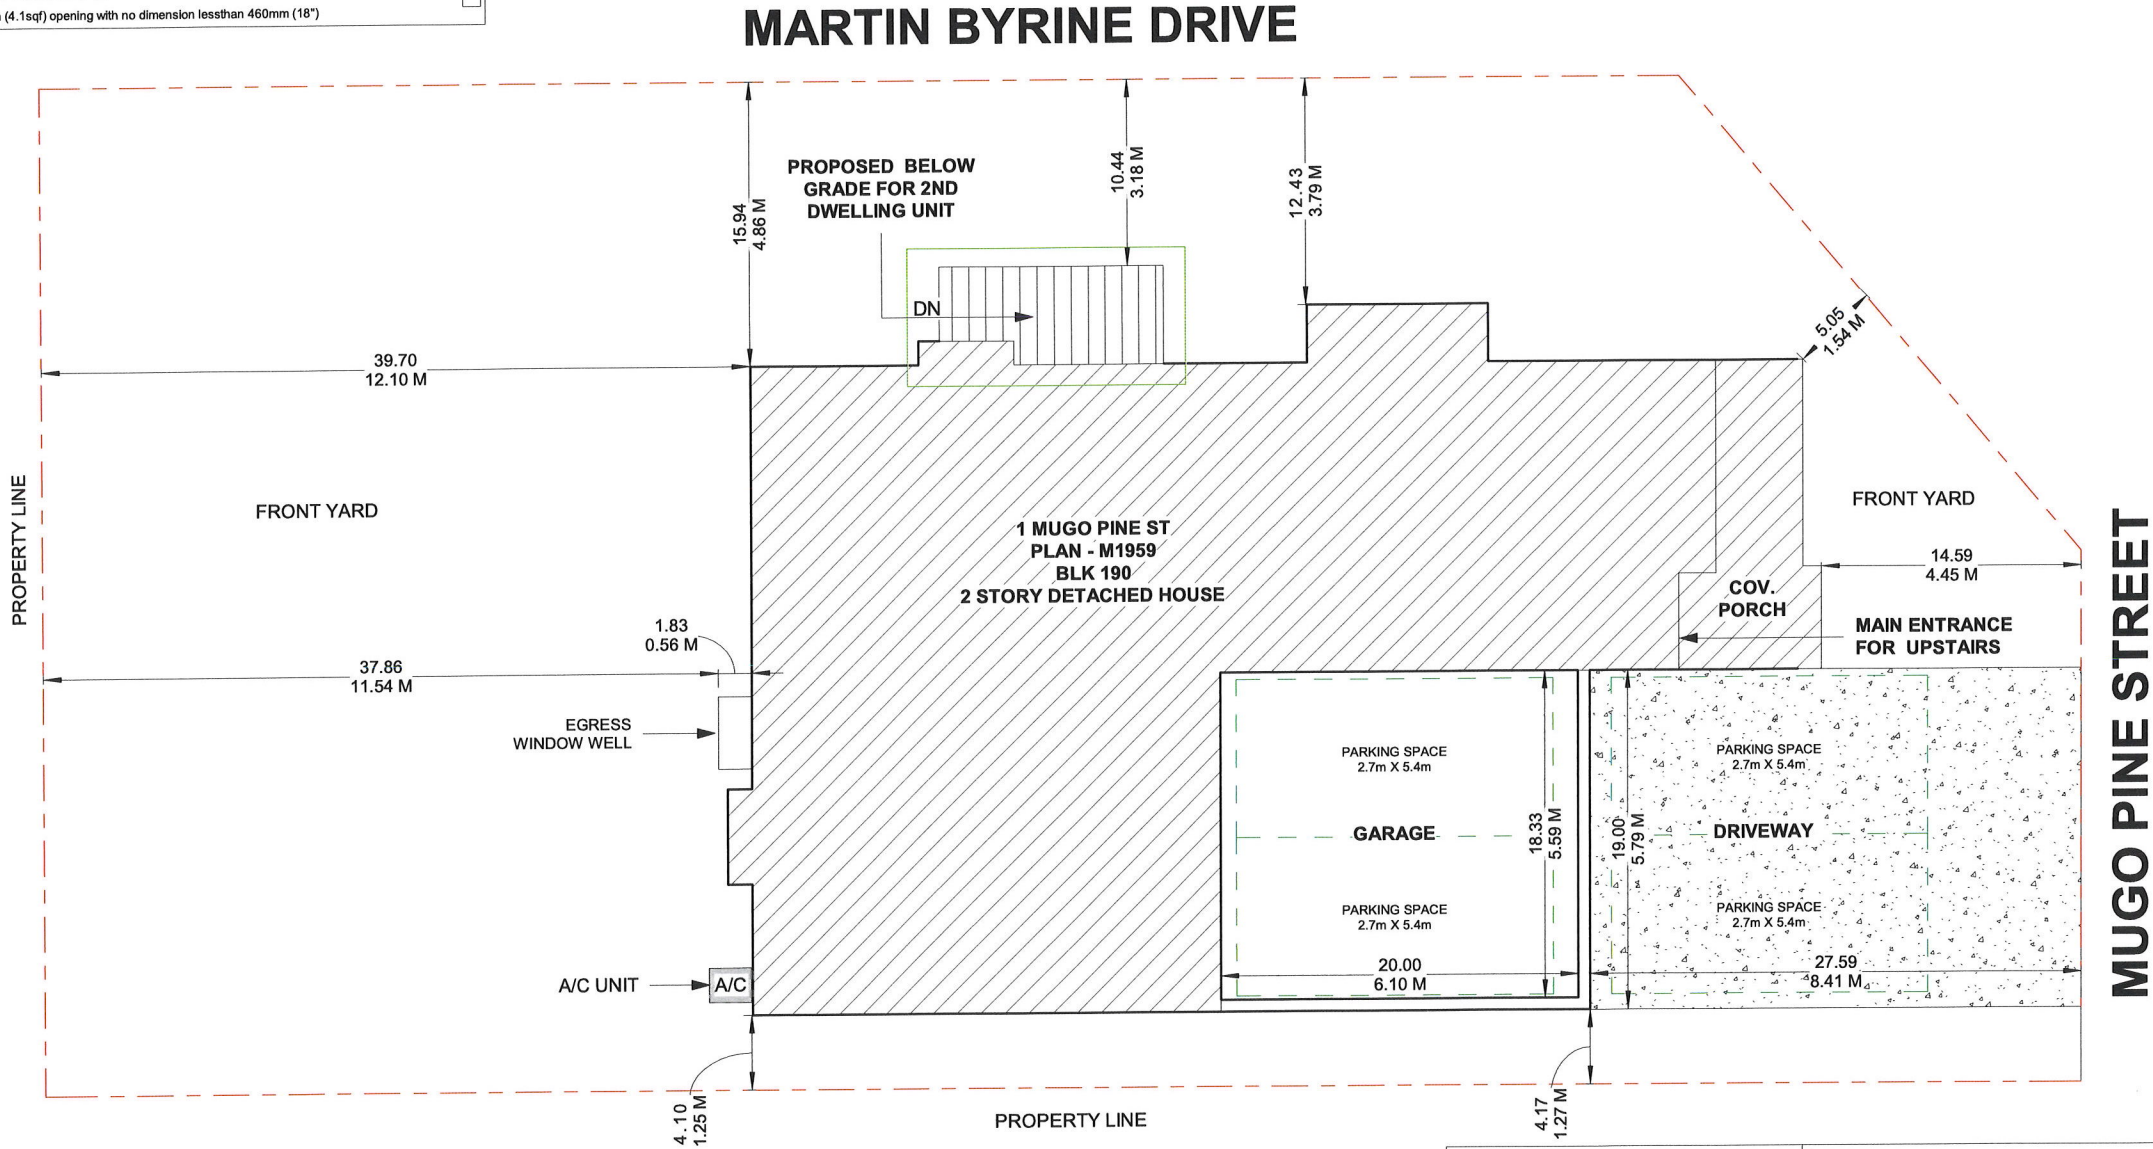 (4.1sqf) opening with no dimension lessthan 460mm (18")
MARTIN BYRINE DRIVE
PROPOSED BELOW
GRADE FOR 2ND
DWELLING UNIT
15.94
4.86 M
10.44
3.18 M
12.43
3.79 M
DN
5.05
1.54 M
39.70
12.10 M
PROPERTY LINE
FRONT YARD
1 MUGO PINE ST
PLAN - M1959
BLK 190
2 STORY DETACHED HOUSE
FRONT YARD
14.59
4.45 M
COV.
PORCH
MAIN ENTRANCE
FOR UPSTAIRS
MUGO PINE STREET
1.83
0.56 M
37.86
11.54 M
EGRESS
WINDOW WELL
PARKING SPACE
2.7m X 5.4m
PARKING SPACE
2.7m X 5.4m
GARAGE
18.33
5.59 M
19.00
5.79 M
DRIVEWAY
PARKING SPACE
2.7m X 5.4m
PARKING SPACE
2.7m X 5.4m
20.00
6.10 M
27.59
8.41 M
A/C UNIT
A/C
4.10
1.25 M
PROPERTY LINE
4.17
1.27 M